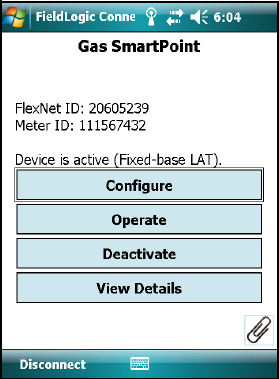 FieldLogic Conne 6:04
Gas SmartPoint
FlexNet ID: 20605239
Meter ID: 111567432
Device is active (Fixed-base LAT).
Configure
Operate
Deactivate
View Details
Disconnect